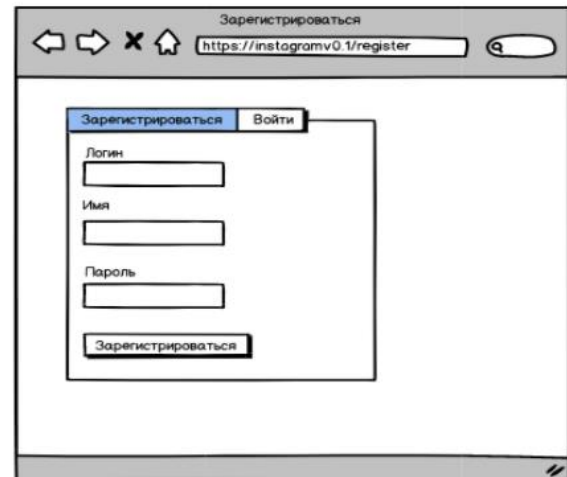 Зарегистрироваться
https://instagramv0.1/register
Зарегистрироваться Войти
Логин
Имя
Пароль
Зарегистрироваться